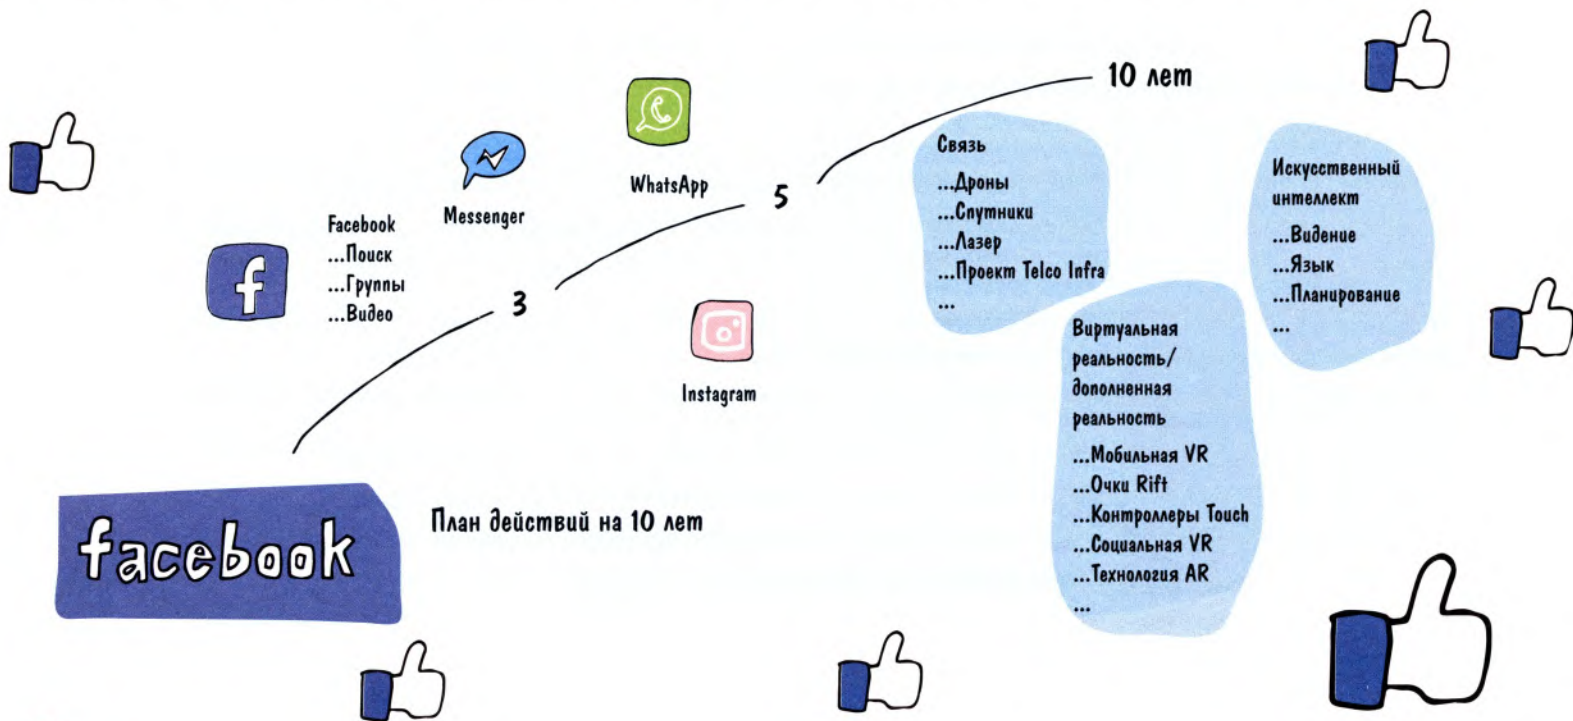 10 лет
WhatsApp
Messenger
5
Facebook
...Поиск
...Группы
...Видео
f
3
Instagram
Связь
...Дроны
...Спутники
...Лазер
...Проект Telco Infra
...
Искусственный
интеллект
...Видение
...Язык
...Планирование
...
Виртуальная
реальность/
дополненная
реальность
...Мобильная VR
...Очки Rift
...Контроллеры Touch
...Социальная VR
...Технология AR
...
facebook
План действий на 10 лет